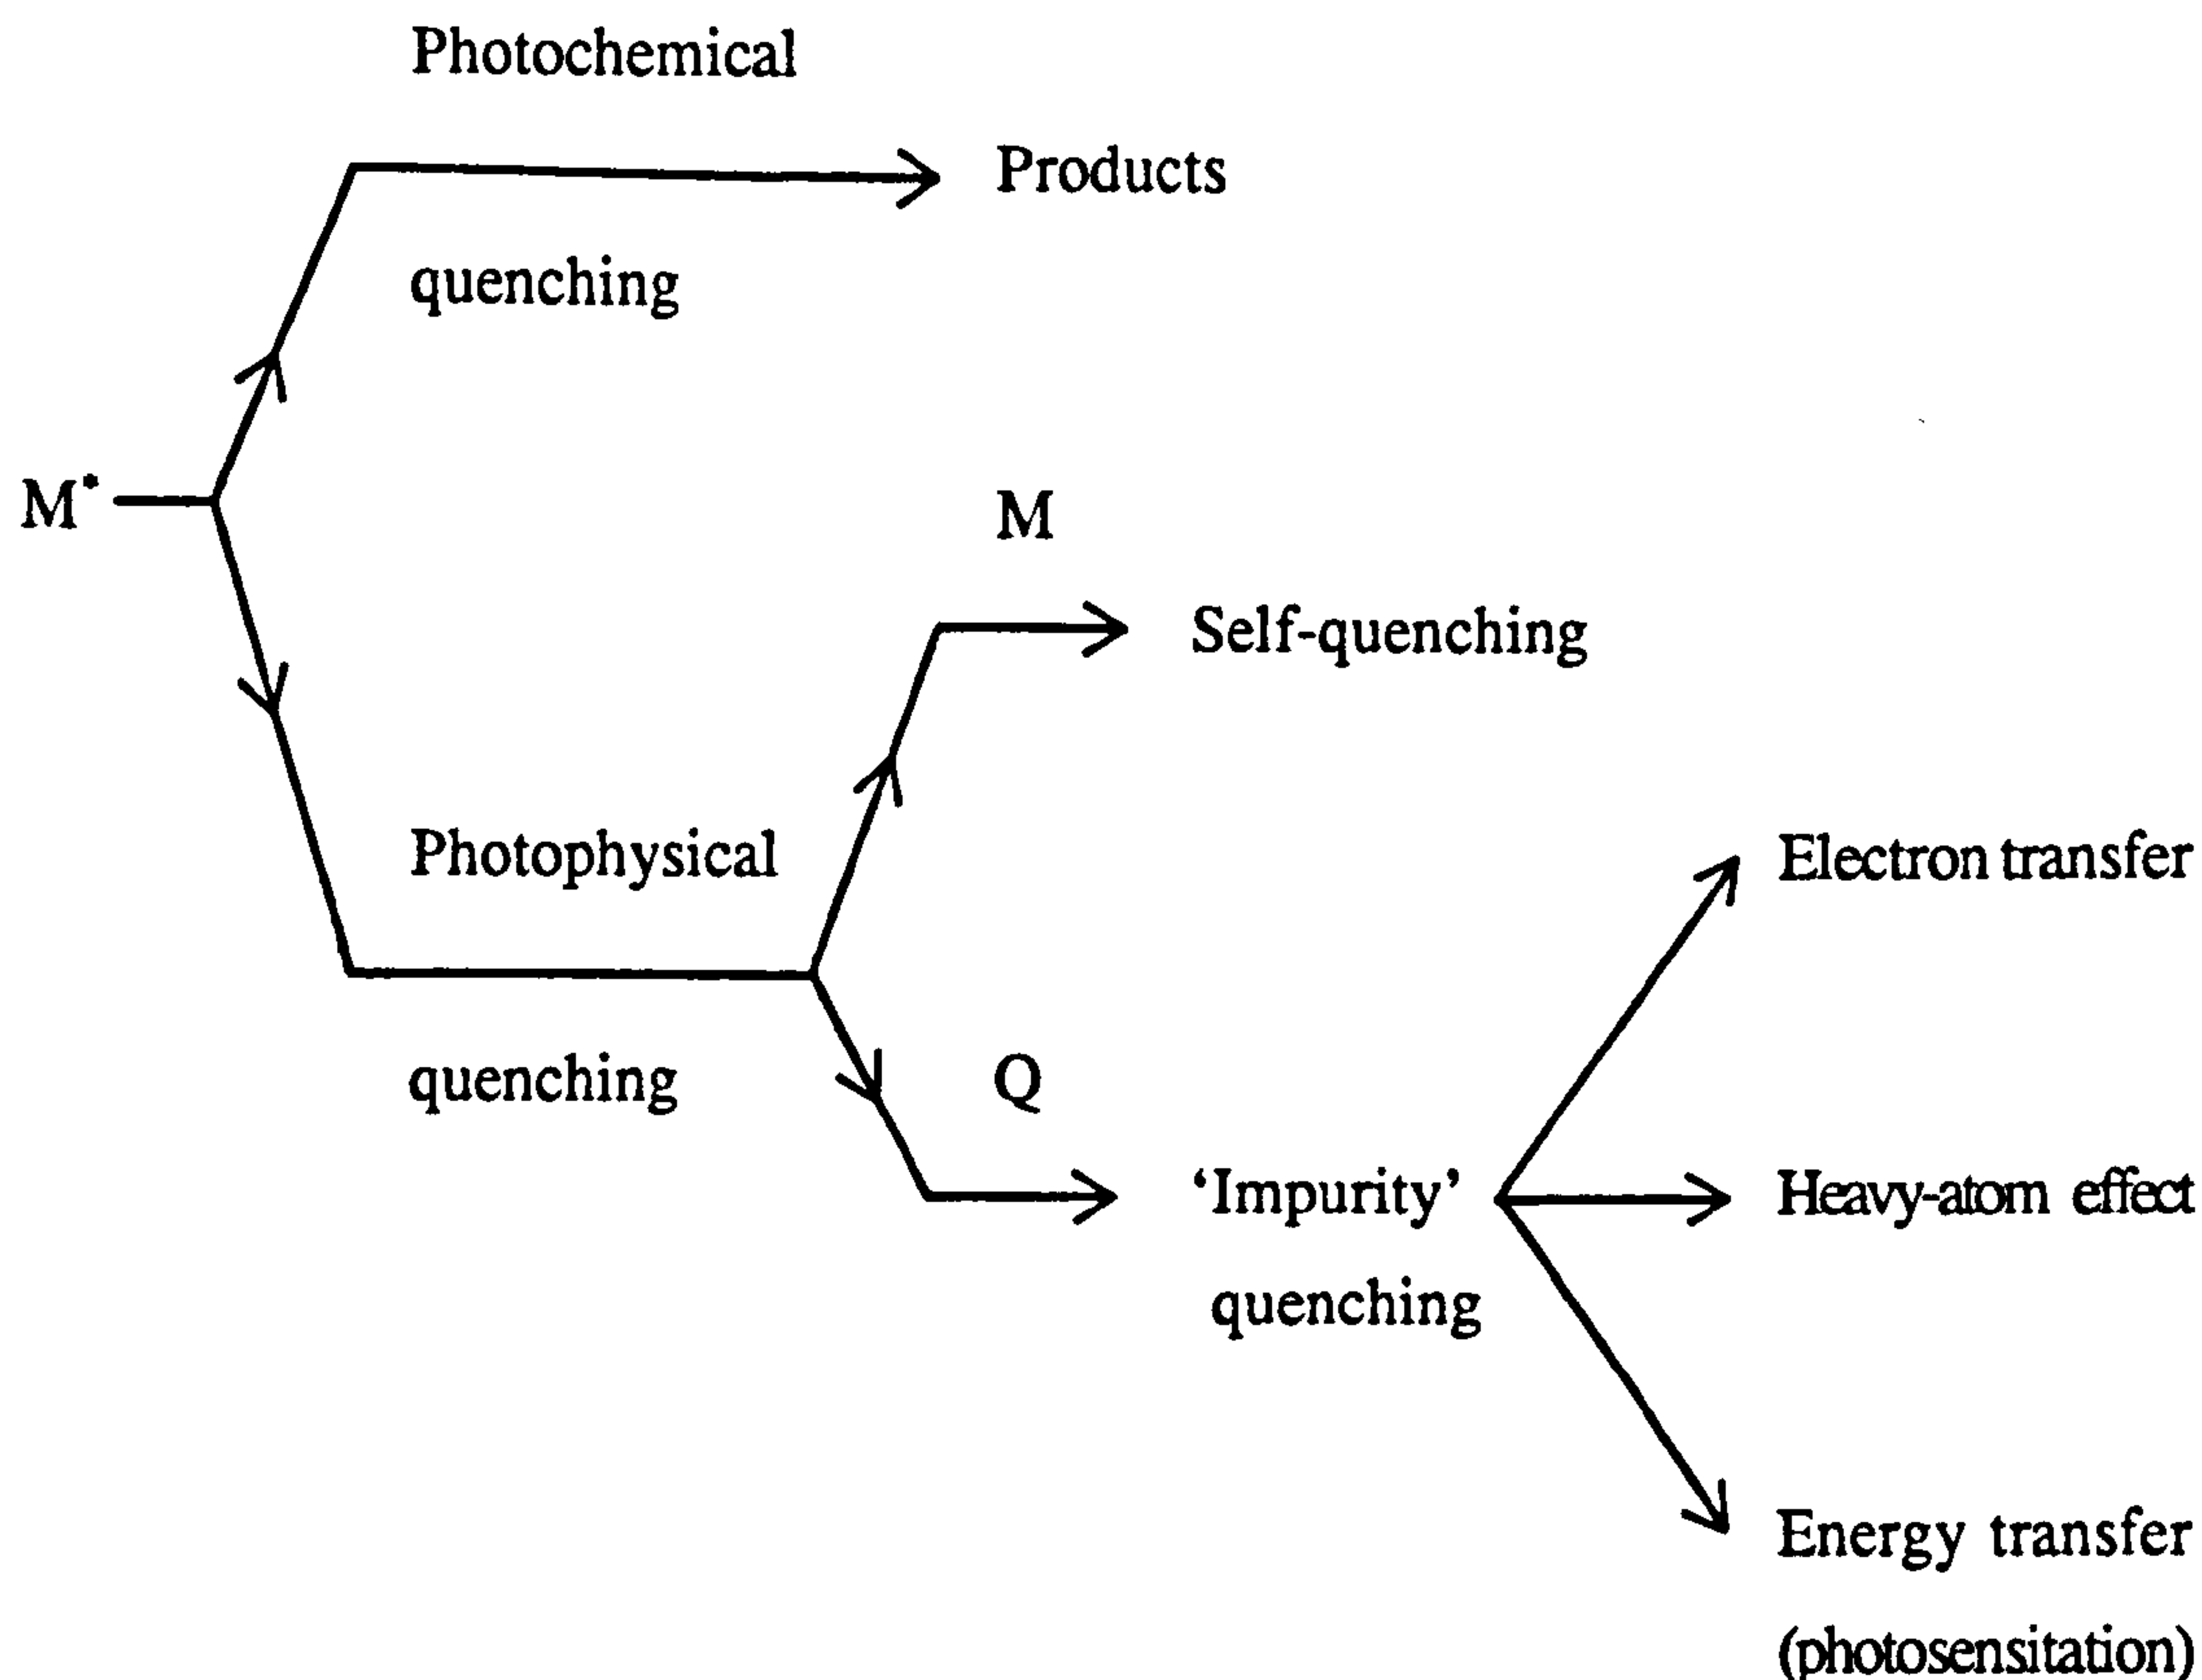 Photochemical
Products
quenching
M*
M
Self-quenching
Photophysical
Electron transfer
quenching
Q
‘Impurity’
Heavy-atom effect
quenching
Energy transfer
(photosensitation)